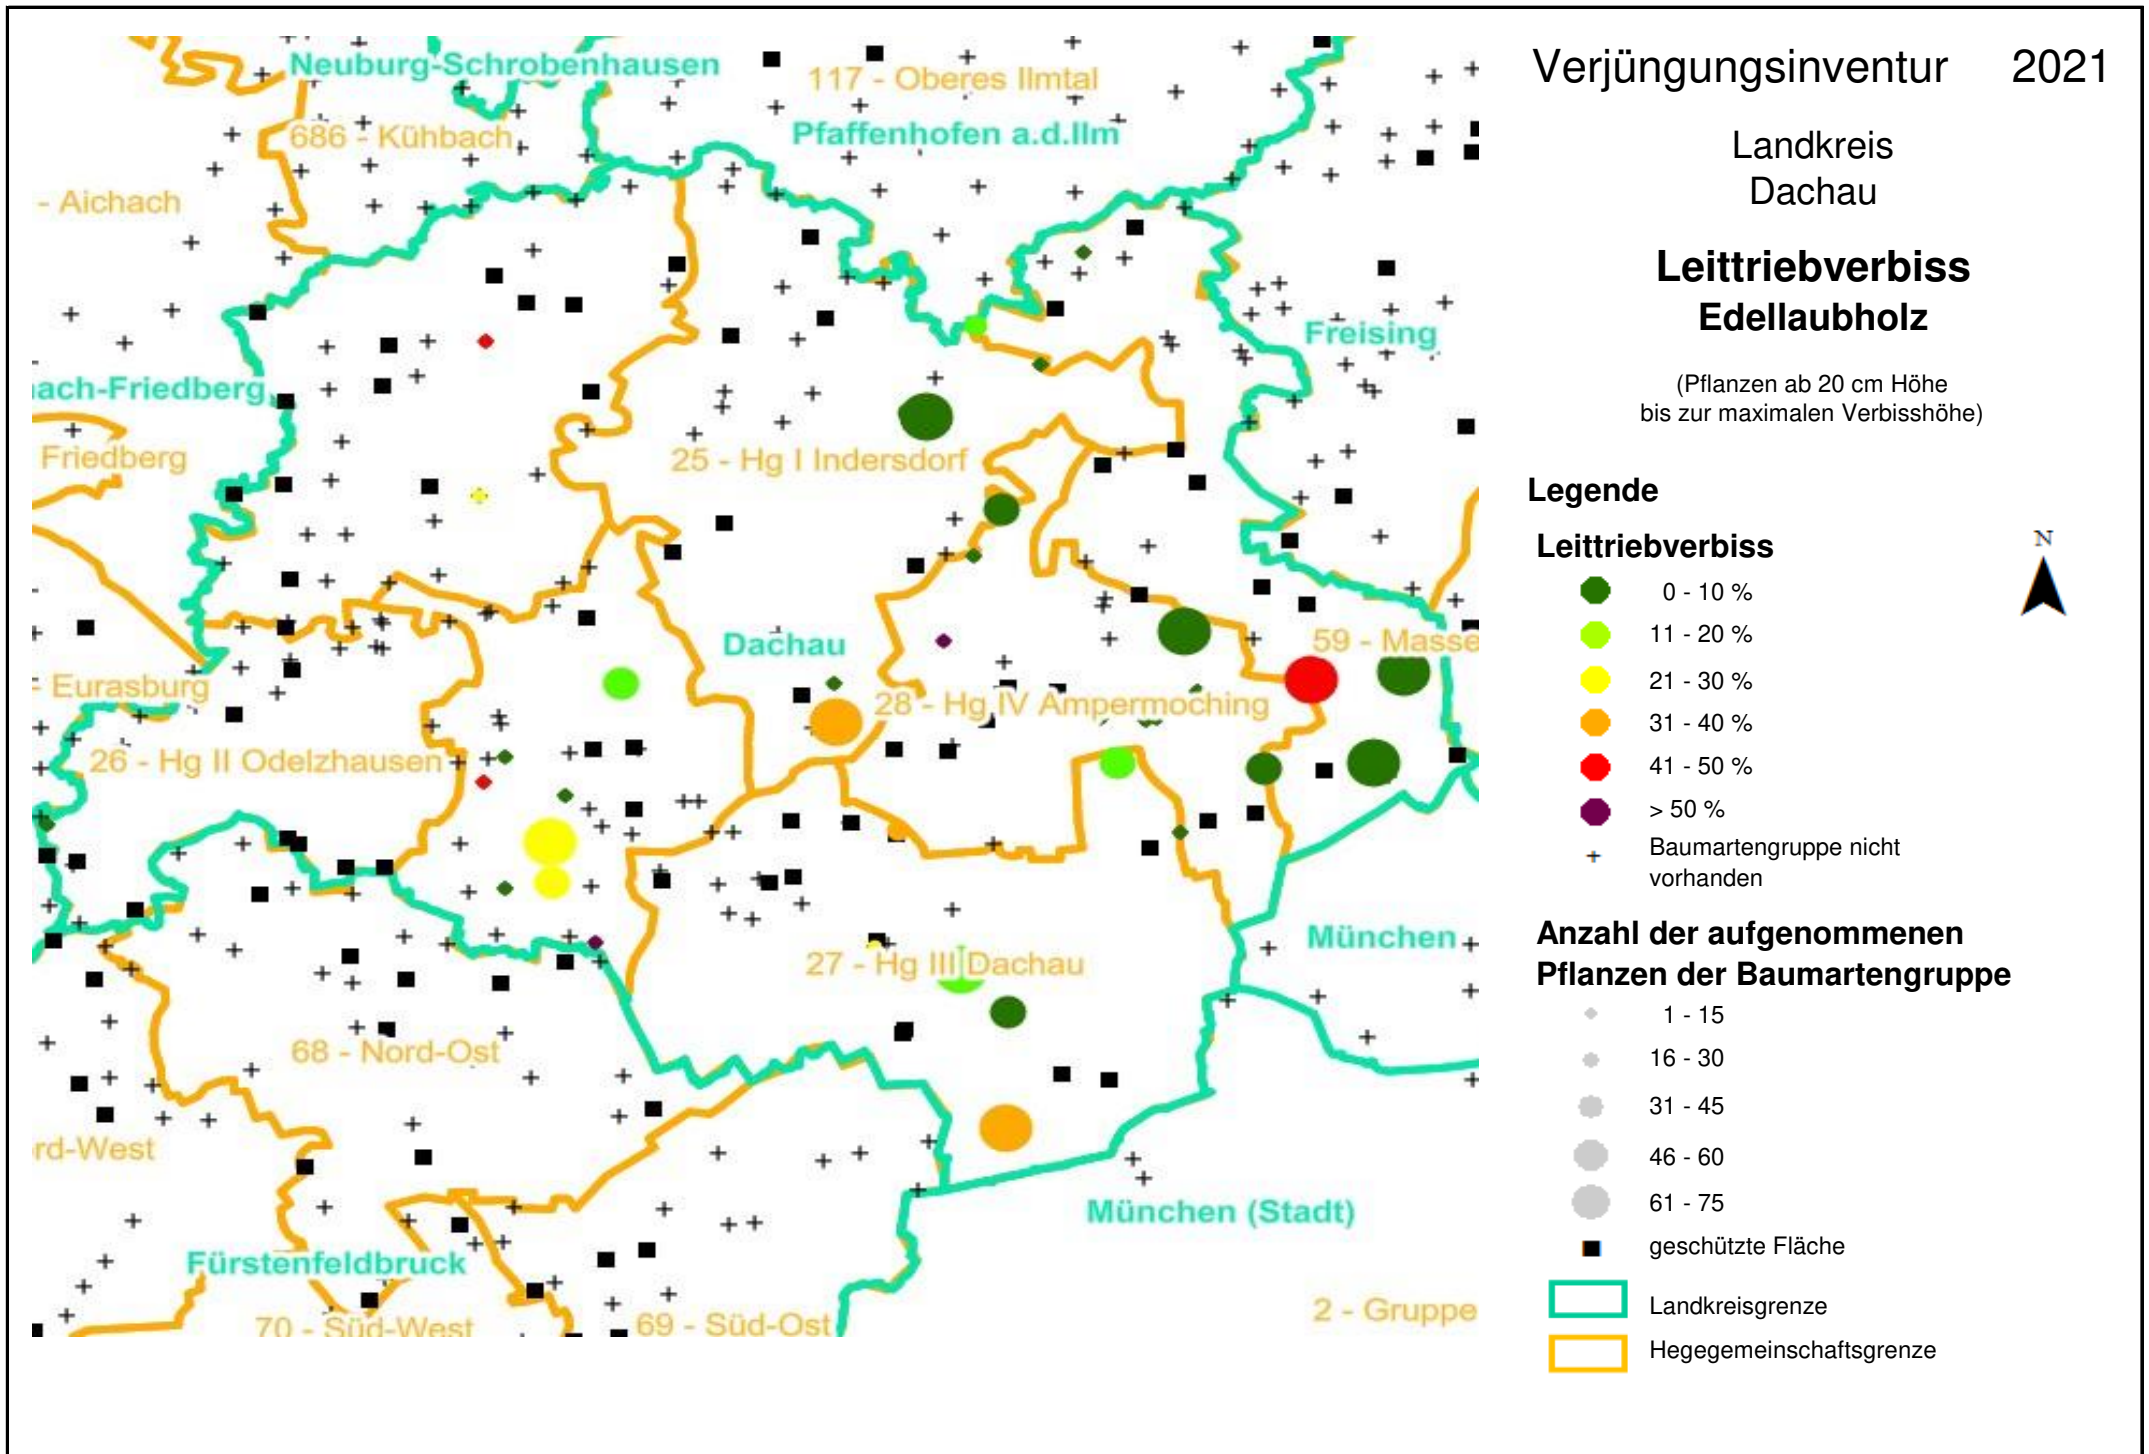 Verjüngungsinventur 2021
Landkreis
Dachau
Leittriebverbiss
Edellaubholz
(Pflanzen ab 20 cm Höhe
bis zur maximalen Verbisshöhe)
Legende
Leittriebverbiss
N
0 - 10 %
11 - 20 %
21 - 30 %
31 - 40 %
41 - 50 %
> 50 %
Baumartengruppe nicht
vorhanden
Anzahl der aufgenommenen
Pflanzen der Baumartengruppe
1 - 15
16 - 30
31 - 45
46 - 60
61 - 75
geschützte Fläche
Landkreisgrenze
Hegegemeinschaftsgrenze
Neuburg-Schrobenhausen
117 - Oberes Ilmtal
686 - Kühbach
Pfaffenhofen a.d.Ilm
- Aichach
Freising
ach-Friedberg
Friedberg
25 - Hg I Indersdorf
Dachau
59 - Masse
- Eurasburg
28 - Hg IV Ampermoching
26 - Hg II Odelzhausen
München
27 - Hg III Dachau
68 - Nord-Ost
rd-West
München (Stadt)
Fürstenfeldbruck
70 - Süd-West
69 - Süd-Ost
2 - Gruppe